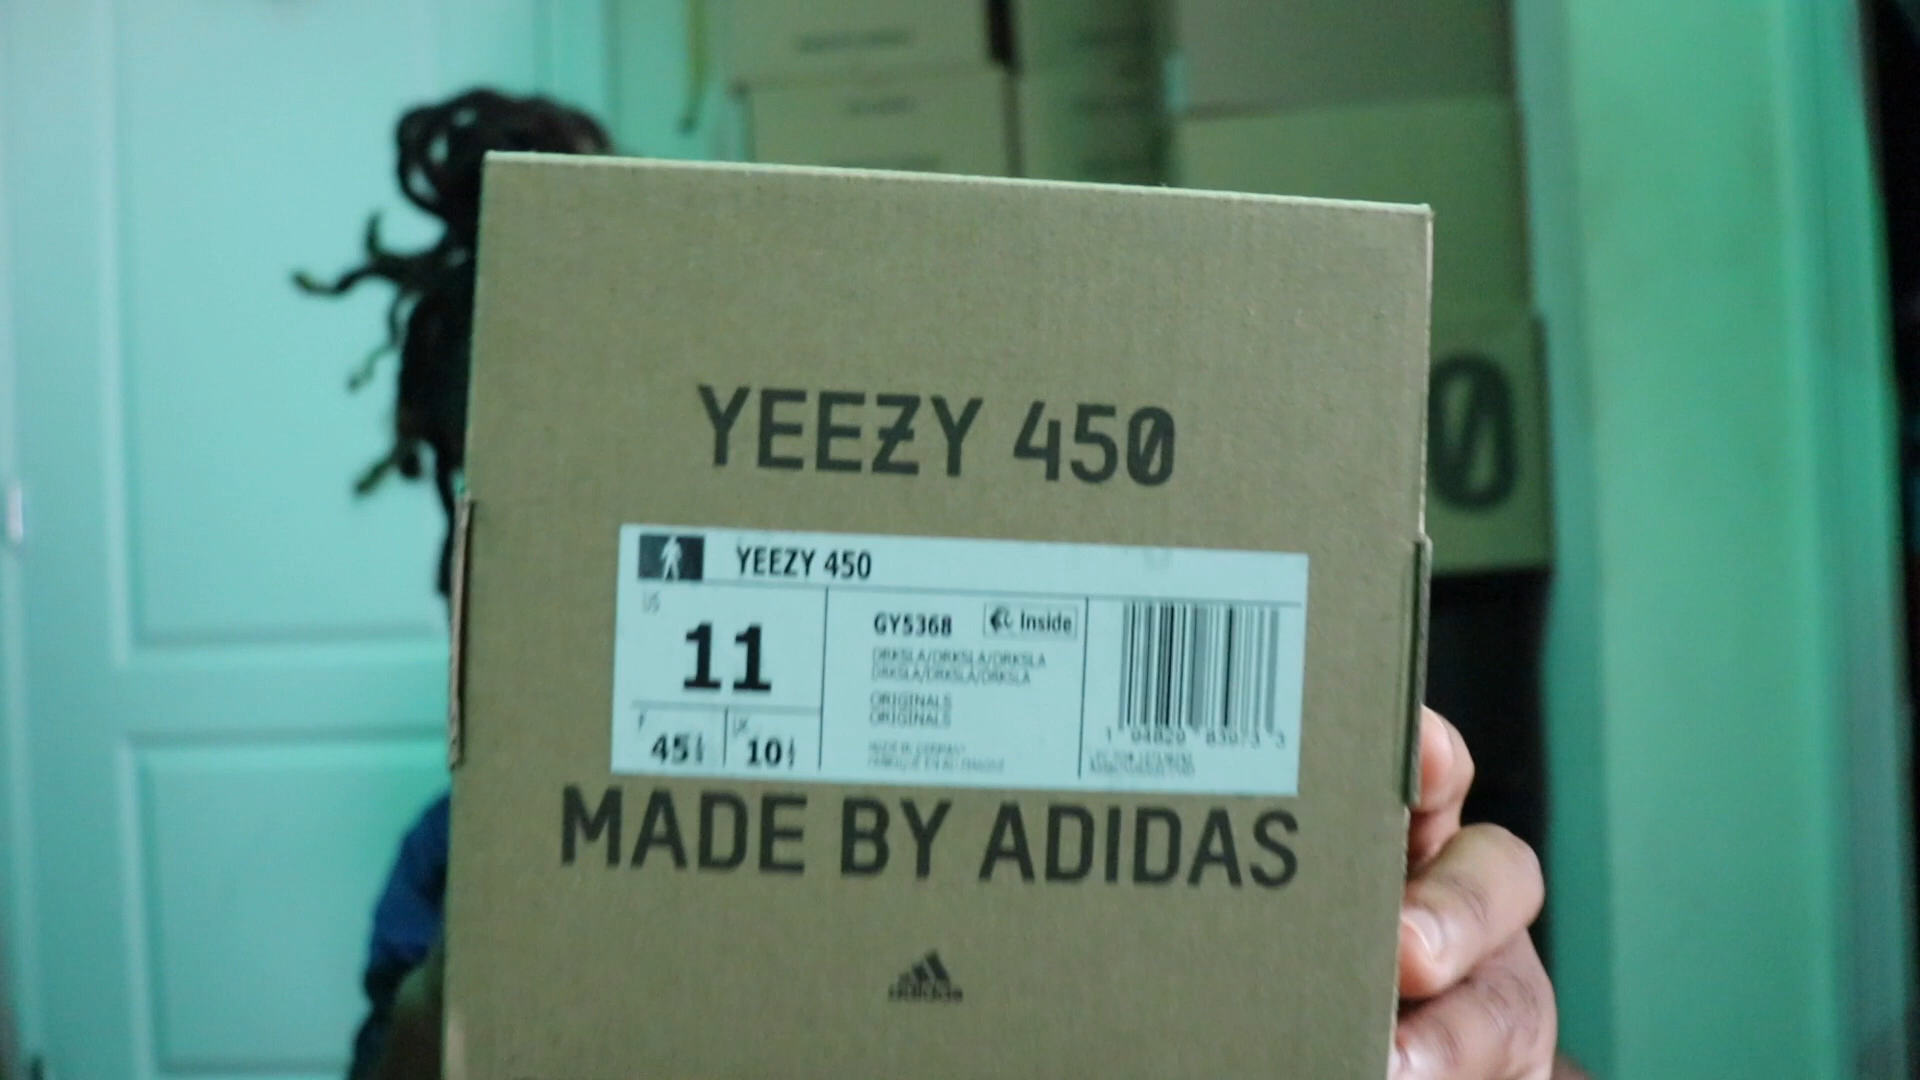 YEEZY 450
YEEZY 450
US
11
GY5368
Inside
DRKSLA/DRKSLA/DRKSLA
DRKSLA/DRKSLA/DRKSLA
ORIGINALS
ORIGINALS
F
45⅓
UK
10½
MADE BY ADIDAS
adidas
0